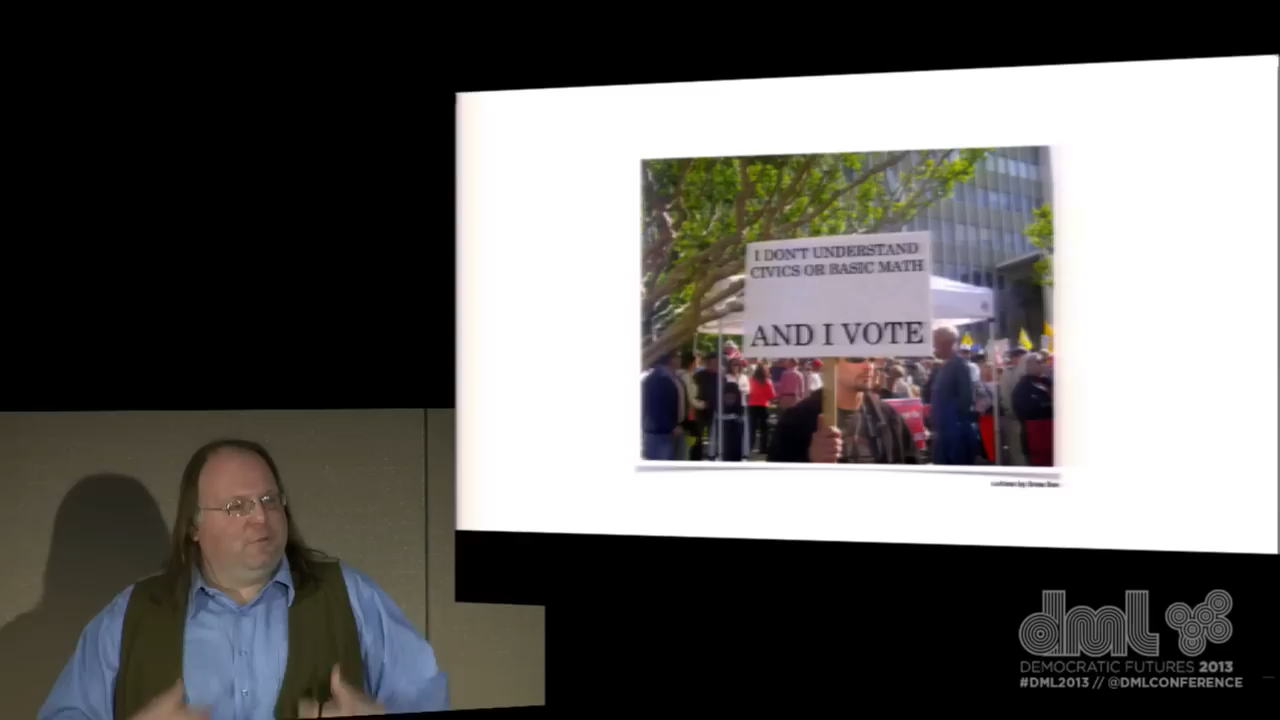 I DON'T UNDERSTAND
CIVICS OR BASIC MATH
AND I VOTE
dml
DEMOCRATIC FUTURES 2013
#DML2013 // @DMLCONFERENCE